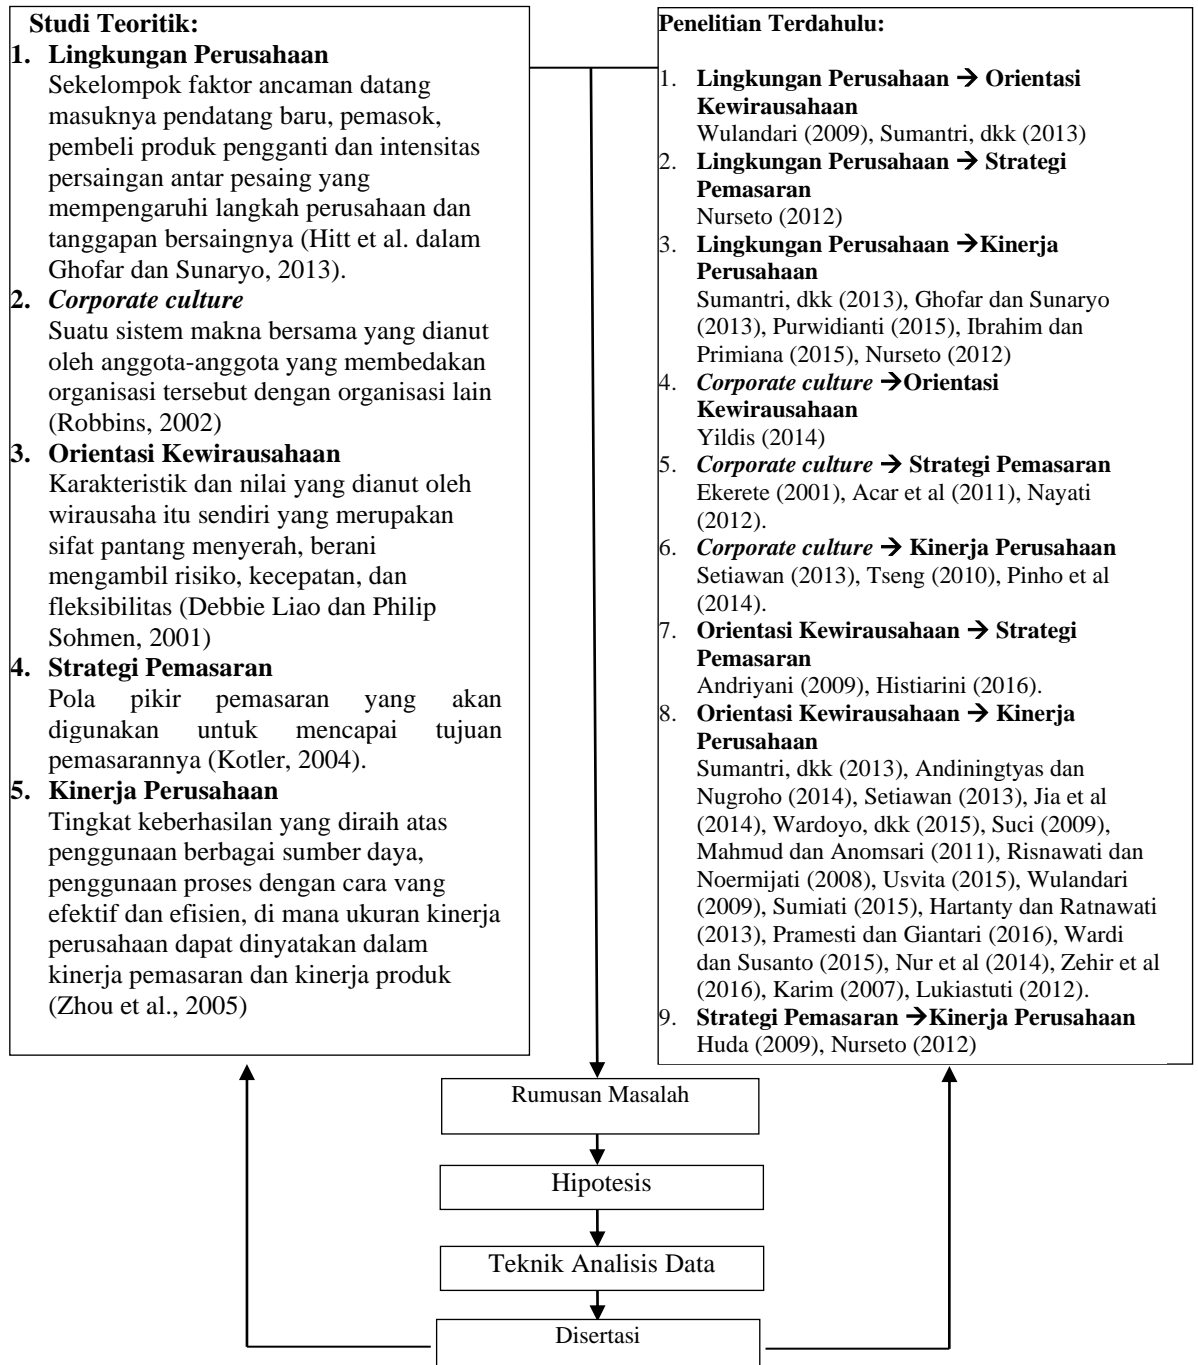 Studi Teoritik:
1. Lingkungan Perusahaan
Sekelompok faktor ancaman datang
masuknya pendatang baru, pemasok,
pembeli produk pengganti dan intensitas
persaingan antar pesaing yang
mempengaruhi langkah perusahaan dan
tanggapan bersaingnya (Hitt et al. dalam
Ghofar dan Sunaryo, 2013).
2. Corporate culture
Suatu sistem makna bersama yang dianut
oleh anggota-anggota yang membedakan
organisasi tersebut dengan organisasi lain
(Robbins, 2002)
3. Orientasi Kewirausahaan
Karakteristik dan nilai yang dianut oleh
wirausaha itu sendiri yang merupakan
sifat pantang menyerah, berani
mengambil risiko, kecepatan, dan
fleksibilitas (Debbie Liao dan Philip
Sohmen, 2001)
4. Strategi Pemasaran
Pola pikir pemasaran yang akan
digunakan untuk mencapai tujuan
pemasarannya (Kotler, 2004).
5. Kinerja Perusahaan
Tingkat keberhasilan yang diraih atas
penggunaan berbagai sumber daya,
penggunaan proses dengan cara vang
efektif dan efisien, di mana ukuran kinerja
perusahaan dapat dinyatakan dalam
kinerja pemasaran dan kinerja produk
(Zhou et al., 2005)
Penelitian Terdahulu:
1. Lingkungan Perusahaan → Orientasi
Kewirausahaan
Wulandari (2009), Sumantri, dkk (2013)
2. Lingkungan Perusahaan → Strategi
Pemasaran
Nurseto (2012)
3. Lingkungan Perusahaan →Kinerja
Perusahaan
Sumantri, dkk (2013), Ghofar dan Sunaryo
(2013), Purwidianti (2015), Ibrahim dan
Primiana (2015), Nurseto (2012)
4. Corporate culture →Orientasi
Kewirausahaan
Yildis (2014)
5. Corporate culture → Strategi Pemasaran
Ekerete (2001), Acar et al (2011), Nayati
(2012).
6. Corporate culture → Kinerja Perusahaan
Setiawan (2013), Tseng (2010), Pinho et al
(2014).
7. Orientasi Kewirausahaan → Strategi
Pemasaran
Andriyani (2009), Histiarini (2016).
8. Orientasi Kewirausahaan → Kinerja
Perusahaan
Sumantri, dkk (2013), Andiningtyas dan
Nugroho (2014), Setiawan (2013), Jia et al
(2014), Wardoyo, dkk (2015), Suci (2009),
Mahmud dan Anomsari (2011), Risnawati dan
Noermijati (2008), Usvita (2015), Wulandari
(2009), Sumiati (2015), Hartanty dan Ratnawati
(2013), Pramesti dan Giantari (2016), Wardi
dan Susanto (2015), Nur et al (2014), Zehir et al
(2016), Karim (2007), Lukiastuti (2012).
9. Strategi Pemasaran →Kinerja Perusahaan
Huda (2009), Nurseto (2012)
Rumusan Masalah
Hipotesis
Teknik Analisis Data
Disertasi